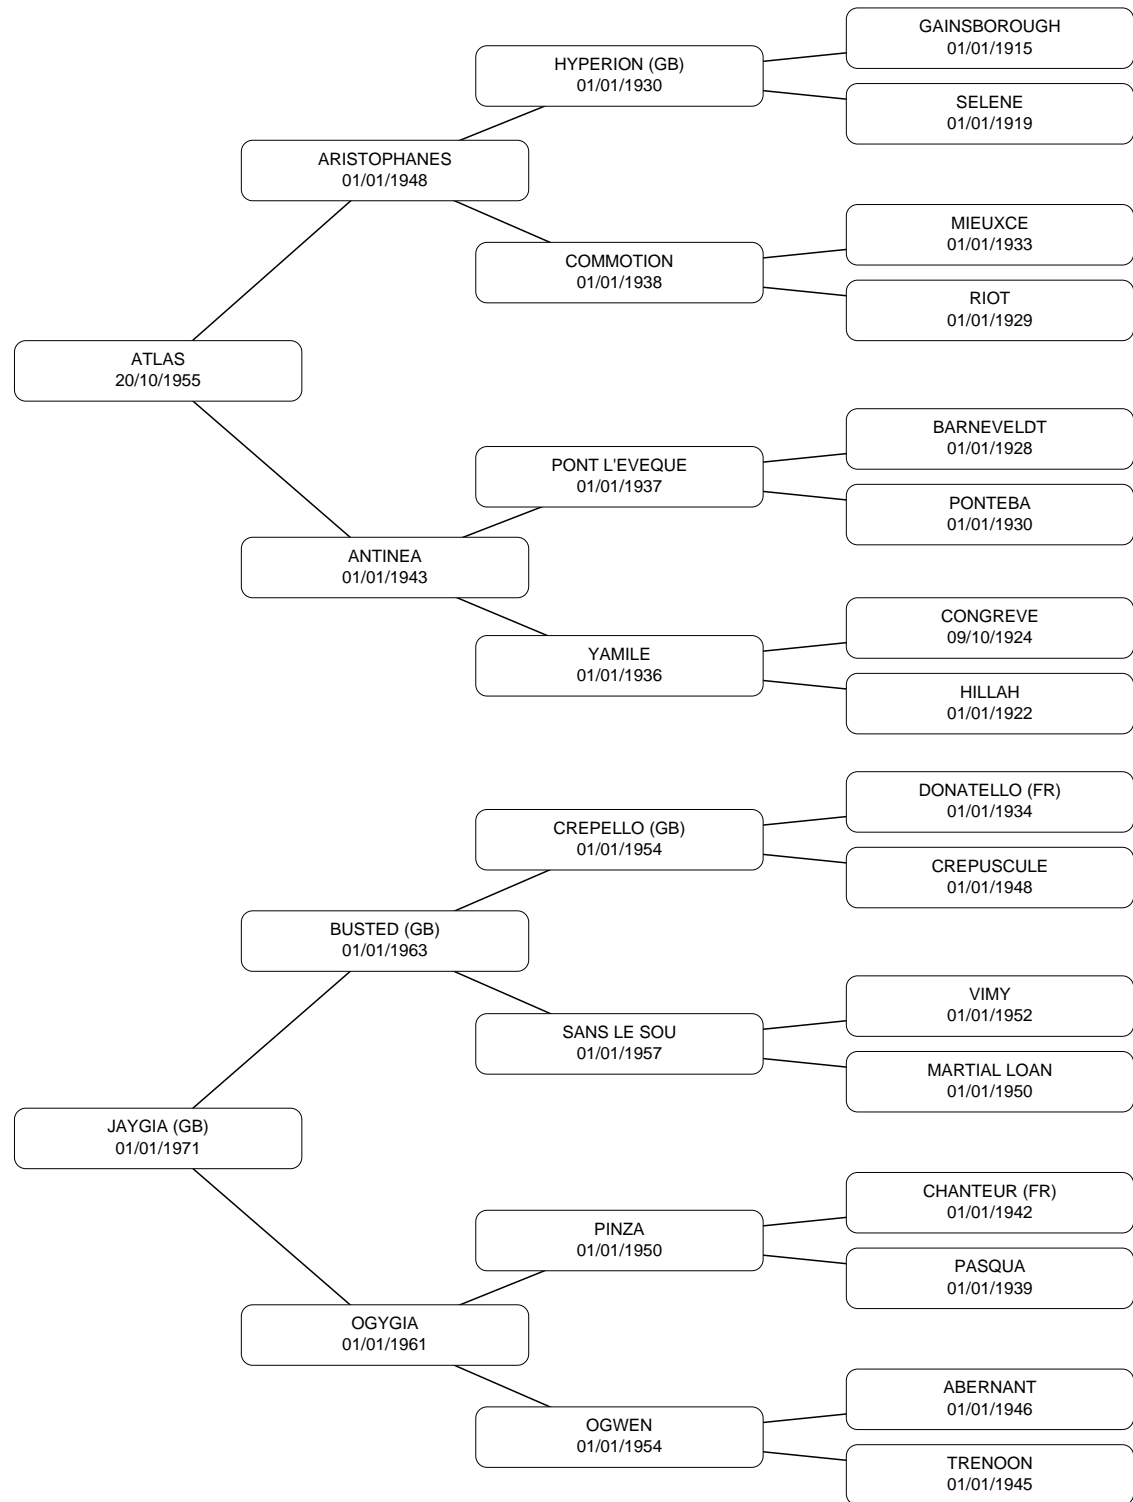 GAINSBOROUGH
01/01/1915
HYPERION (GB)
01/01/1930
SELENE
01/01/1919
ARISTOPHANES
01/01/1948
MIEUXCE
01/01/1933
COMMOTION
01/01/1938
RIOT
01/01/1929
ATLAS
20/10/1955
BARNEVELDT
01/01/1928
PONT L'EVEQUE
01/01/1937
PONTEBA
01/01/1930
ANTINEA
01/01/1943
CONGREVE
09/10/1924
YAMILE
01/01/1936
HILLAH
01/01/1922
DONATELLO (FR)
01/01/1934
CREPELLO (GB)
01/01/1954
CREPUSCULE
01/01/1948
BUSTED (GB)
01/01/1963
VIMY
01/01/1952
SANS LE SOU
01/01/1957
MARTIAL LOAN
01/01/1950
JAYGIA (GB)
01/01/1971
CHANTEUR (FR)
01/01/1942
PINZA
01/01/1950
PASQUA
01/01/1939
OGYGIA
01/01/1961
ABERNANT
01/01/1946
OGWEN
01/01/1954
TRENOON
01/01/1945